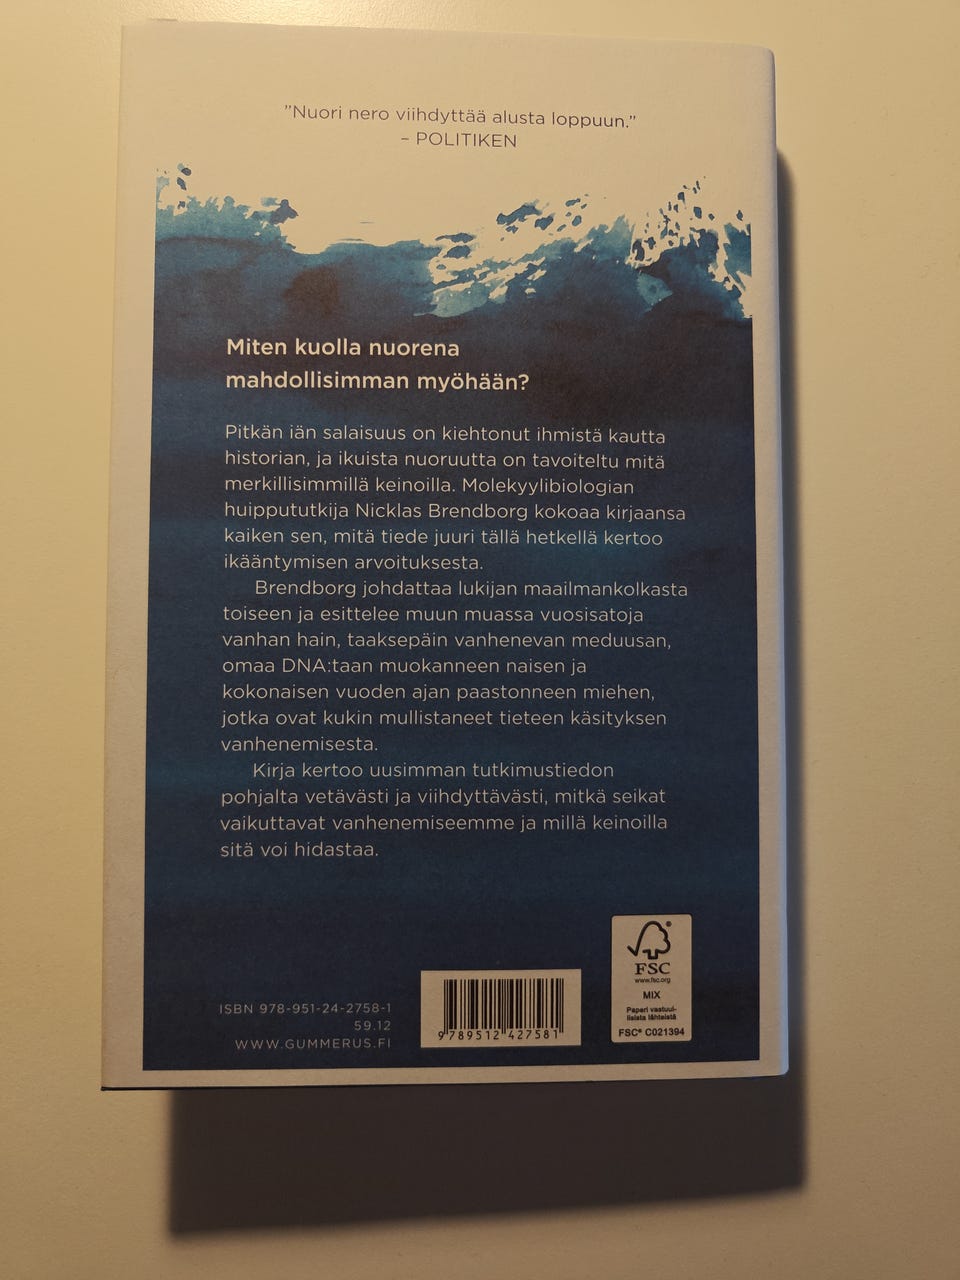 ”Nuori nero viihdyttää alusta loppuun.”
– POLITIKEN
Miten kuolla nuorena
mahdollisimman myöhään?
Pitkän iän salaisuus on kiehtonut ihmistä kautta
historian, ja ikuista nuoruutta on tavoiteltu mitä
merkillisimmillä keinoilla. Molekyylibiologian
huippututkija Nicklas Brendborg kokoaa kirjaansa
kaiken sen, mitä tiede juuri tällä hetkellä kertoo
ikääntymisen arvoituksesta.
Brendborg johdattaa lukijan maailmankolkasta
toiseen ja esittelee muun muassa vuosisatoja
vanhan hain, taaksepäin vanhenevan meduusan,
omaa DNA:taan muokanneen naisen ja
kokonaisen vuoden ajan paastonneen miehen,
jotka ovat kukin mullistaneet tieteen käsityksen
vanhenemisesta.
Kirja kertoo uusimman tutkimustiedon
pohjalta vetävästi ja viihdyttävästi, mitkä seikat
vaikuttavat vanhenemiseemme ja millä keinoilla
sitä voi hidastaa.
ISBN 978-951-24-2758-1
59.12
WWW.GUMMERUS.FI
9 789512 427581
FSC
www.fsc.org
MIX
Paperi vastuul-
lisista lähteistä
FSC® C021394